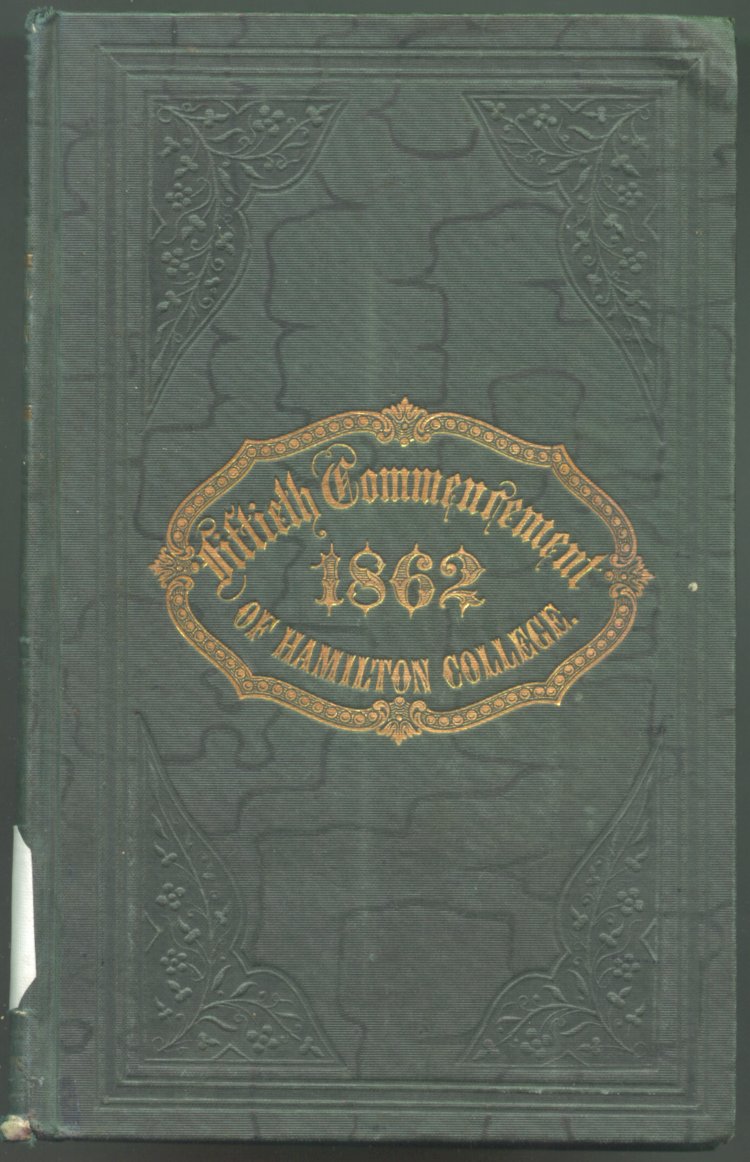 Fiftieth Commencement
1862
OF HAMILTON COLLEGE.